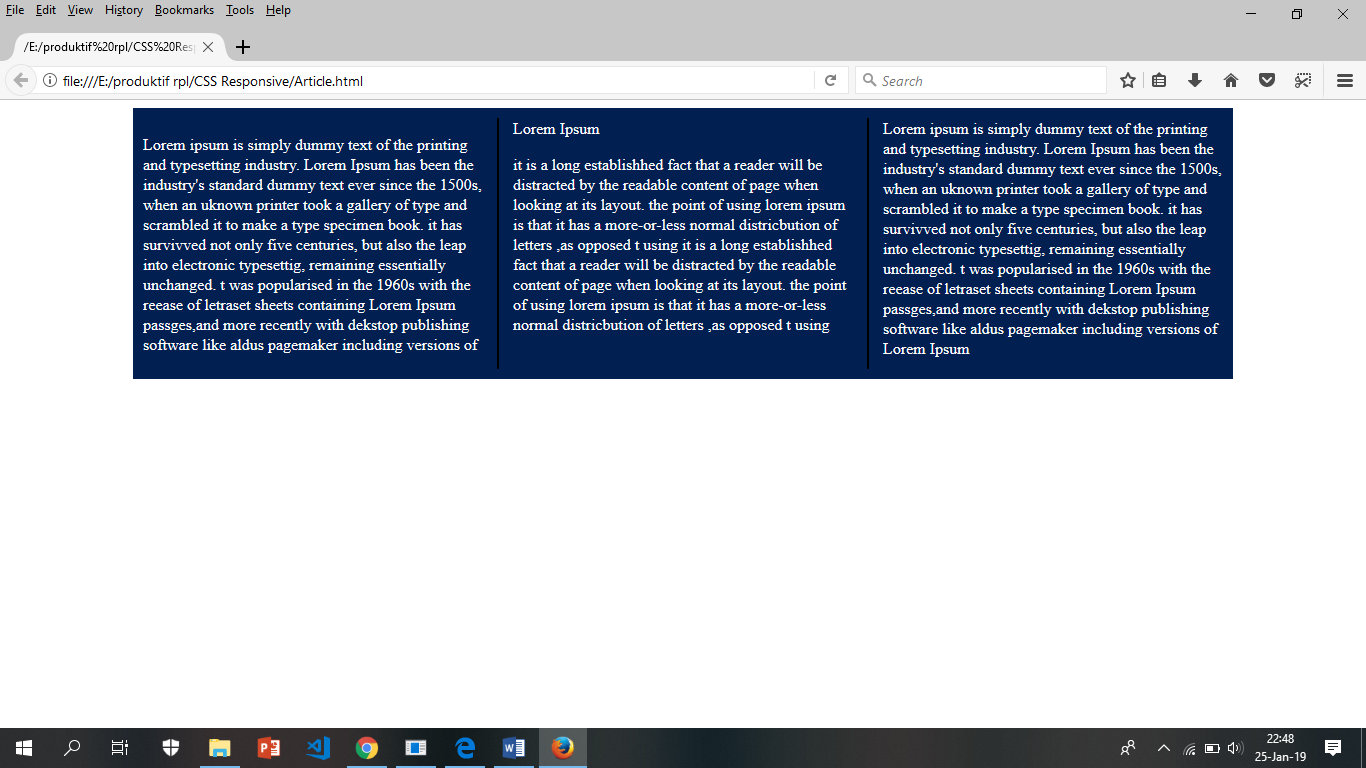 File Edit View History Bookmarks Tools Help
/E:/produktif%20rpl/CSS%20Res
file:///E:/produktif rpl/CSS Responsive/Article.html
Search
Lorem ipsum is simply dummy text of the printing
and typesetting industry. Lorem Ipsum has been the
industry's standard dummy text ever since the 1500s,
when an uknown printer took a gallery of type and
scrambled it to make a type specimen book. it has
survivved not only five centuries, but also the leap
into electronic typesettig, remaining essentially
unchanged. t was popularised in the 1960s with the
reease of letraset sheets containing Lorem Ipsum
passges,and more recently with dekstop publishing
software like aldus pagemaker including versions of
Lorem Ipsum
it is a long establishhed fact that a reader will be
distracted by the readable content of page when
looking at its layout. the point of using lorem ipsum
is that it has a more-or-less normal districbution of
letters ,as opposed t using it is a long establishhed
fact that a reader will be distracted by the readable
content of page when looking at its layout. the point
of using lorem ipsum is that it has a more-or-less
normal districbution of letters ,as opposed t using
Lorem ipsum is simply dummy text of the printing
and typesetting industry. Lorem Ipsum has been the
industry's standard dummy text ever since the 1500s,
when an uknown printer took a gallery of type and
scrambled it to make a type specimen book. it has
survivved not only five centuries, but also the leap
into electronic typesettig, remaining essentially
unchanged. t was popularised in the 1960s with the
reease of letraset sheets containing Lorem Ipsum
passges,and more recently with dekstop publishing
software like aldus pagemaker including versions of
Lorem Ipsum
22:48
25-Jan-19